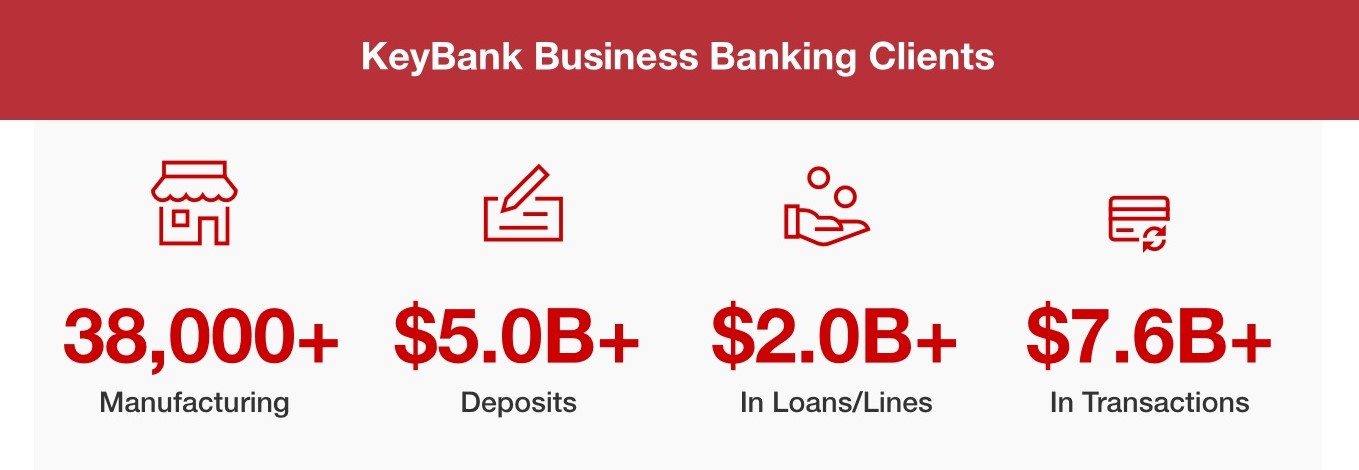 KeyBank Business Banking Clients
38,000+
Manufacturing
$5.0B+
Deposits
$2.0B+
In Loans/Lines
$7.6B+
In Transactions